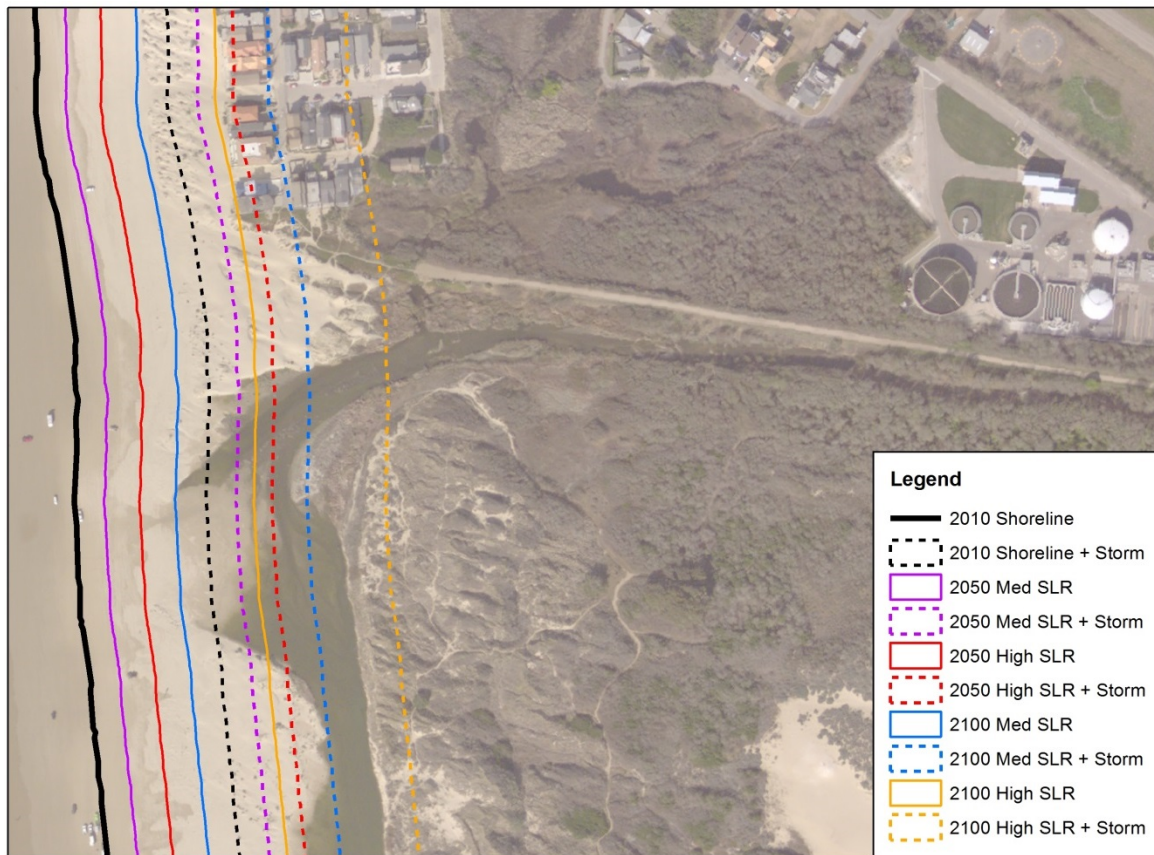 Legend
2010 Shoreline
2010 Shoreline + Storm
2050 Med SLR
2050 Med SLR + Storm
2050 High SLR
2050 High SLR + Storm
2100 Med SLR
2100 Med SLR + Storm
2100 High SLR
2100 High SLR + Storm